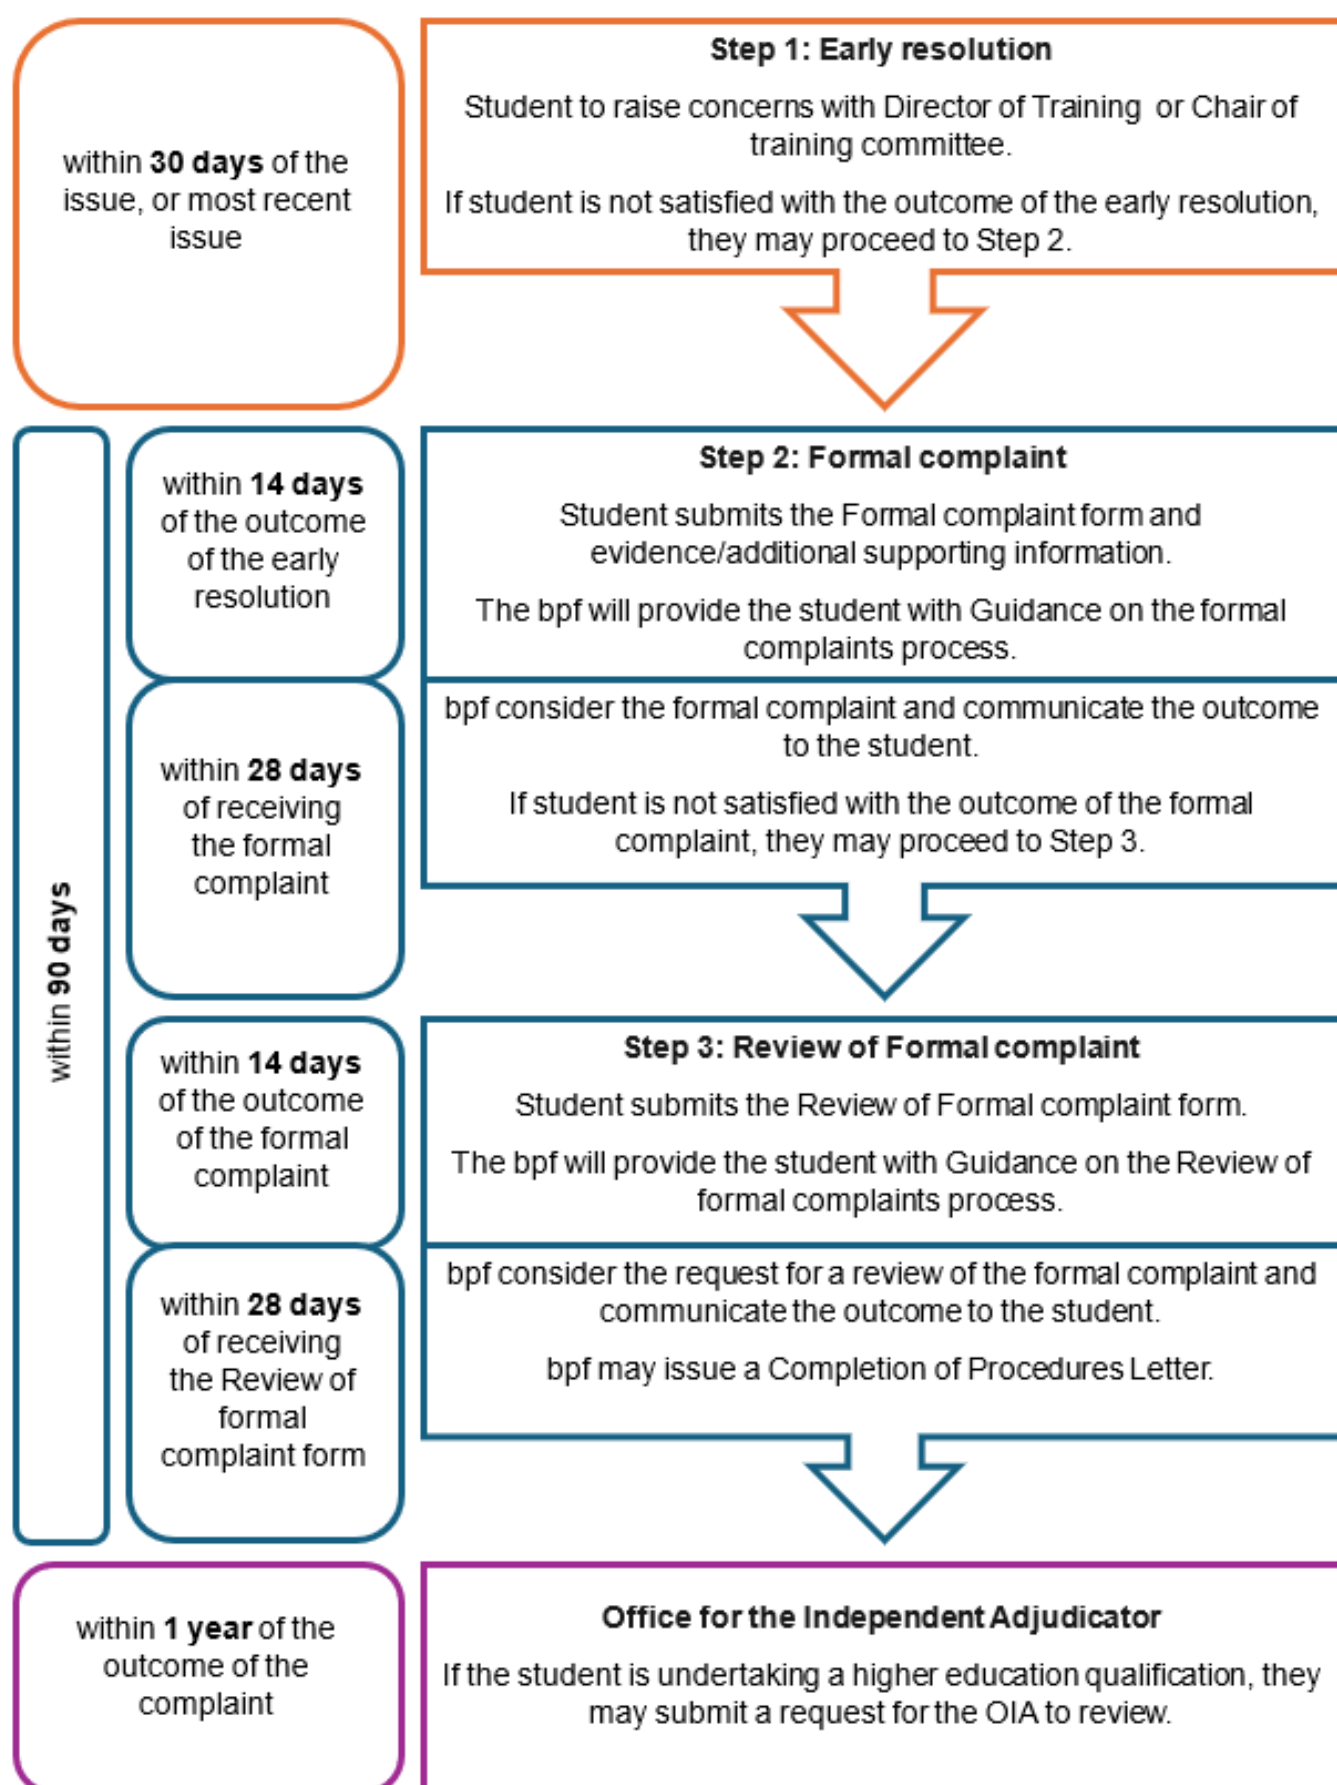 within 30 days of the
issue, or most recent
issue
Step 1: Early resolution
Student to raise concerns with Director of Training or Chair of
training committee.
If student is not satisfied with the outcome of the early resolution,
they may proceed to Step 2.
within 90 days
within 14 days
of the outcome
of the early
resolution
Step 2: Formal complaint
Student submits the Formal complaint form and
evidence/additional supporting information.
The bpf will provide the student with Guidance on the formal
complaints process.
within 28 days
of receiving
the formal
complaint
bpf consider the formal complaint and communicate the outcome
to the student.
If student is not satisfied with the outcome of the formal
complaint, they may proceed to Step 3.
within 14 days
of the outcome
of the formal
complaint
Step 3: Review of Formal complaint
Student submits the Review of Formal complaint form.
The bpf will provide the student with Guidance on the Review of
formal complaints process.
within 28 days
of receiving
the Review of
formal
complaint form
bpf consider the request for a review of the formal complaint and
communicate the outcome to the student.
bpf may issue a Completion of Procedures Letter.
within 1 year of the
outcome of the
complaint
Office for the Independent Adjudicator
If the student is undertaking a higher education qualification, they
may submit a request for the OIA to review.